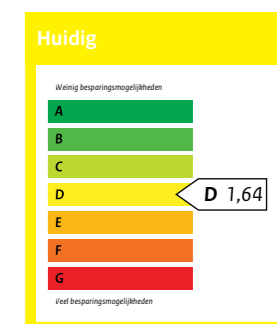 Huidig
Weinig besparingsmogelijkheden
A
B
C
D
D 1,64
E
F
G
Veel besparingsmogelijkheden